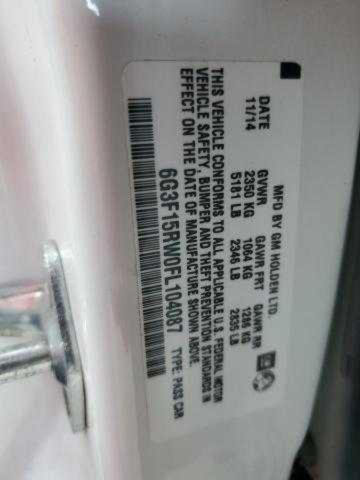 MFD BY GM HOLDEN LTD.
DATE GVWR GAWR FRT GAWR RR
11/14 2350 KG 1064 KG 1286 KG
5181 LB 2346 LB 2835 LB
THIS VEHICLE CONFORMS TO ALL APPLICABLE U.S. FEDERAL MOTOR
VEHICLE SAFETY, BUMPER AND THEFT PREVENTION STANDARDS IN
EFFECT ON THE DATE OF MANUFACTURE SHOWN ABOVE.
6G3F15RW0FL104087 TYPE: PASS CAR